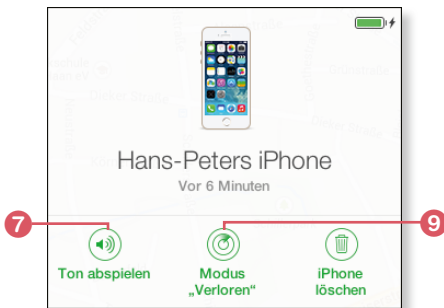 Hans-Peters iPhone
Vor 6 Minuten
7
9
Ton abspielen
Modus
„Verloren“
iPhone
löschen